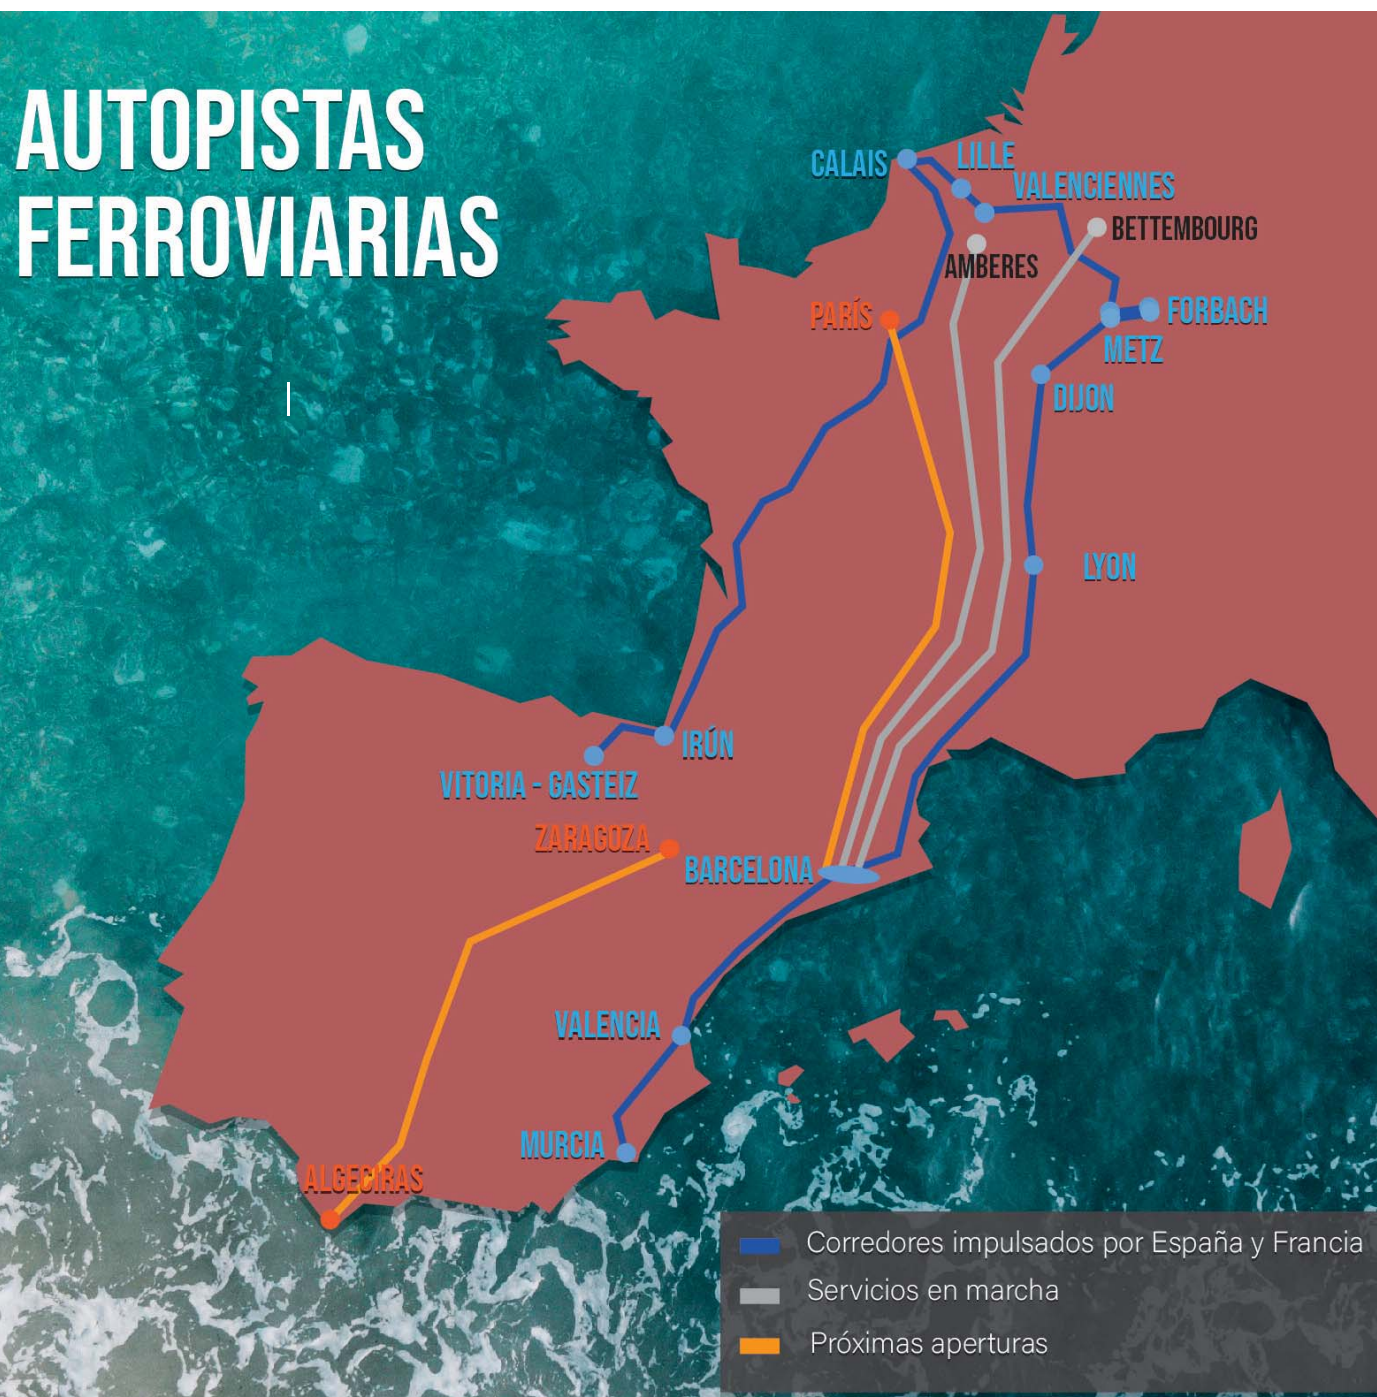 AUTOPISTAS
FERROVIARIAS
CALAIS
LILLE
VALENCIENNES
BETTEMBOURG
AMBERES
PARÍS
FORBACH
METZ
DIJON
LYON
IRÚN
VITORIA - GASTEIZ
ZARAGOZA
BARCELONA
VALENCIA
MURCIA
ALGECIRAS
Corredores impulsados por España y Francia
Servicios en marcha
Próximas aperturas